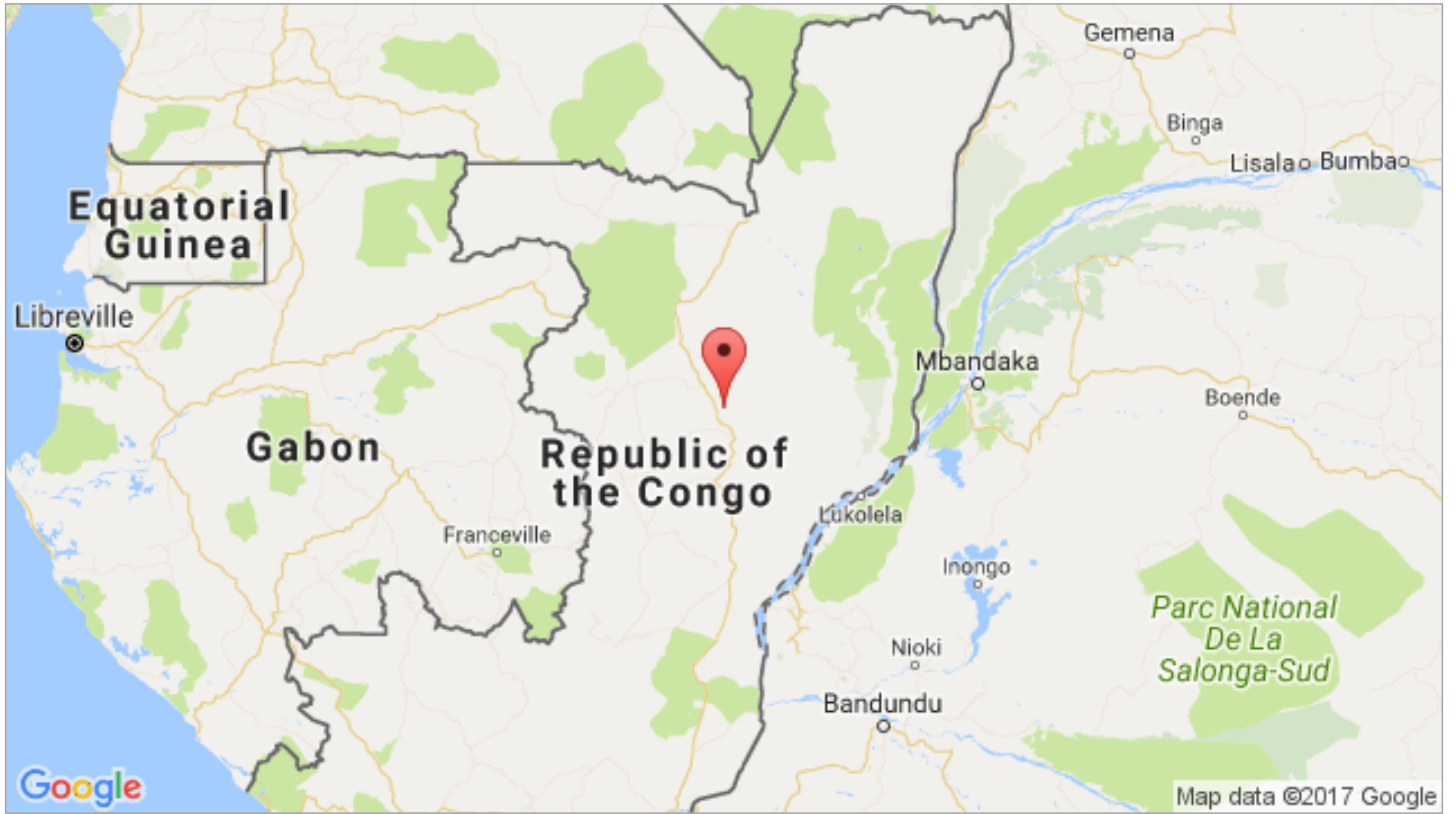 Gemena
Binga
Lisala
Bumba
Equatorial
Guinea
Libreville
Mbandaka
Boende
Gabon
Republic of
the Congo
Lukolela
Franceville
Inongo
Parc National
De La
Salonga-Sud
Nioki
Bandundu
Google
Map data ©2017 Google